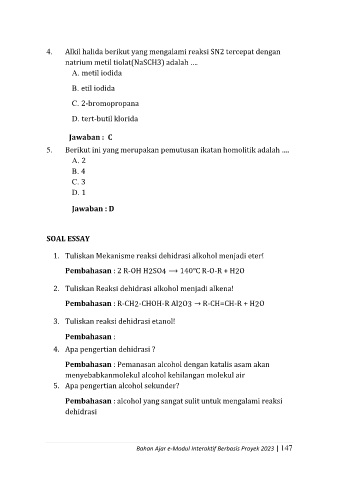 4. Alkil halida berikut yang mengalami reaksi SN2 tercepat dengan
natrium metil tiolat(NaSCH3) adalah ....
A. metil iodida
B. etil iodida
C. 2-bromopropana
D. tert-butil klorida
Jawaban : C
5. Berikut ini yang merupakan pemutusan ikatan homolitik adalah ....
A. 2
B. 4
C. 3
D. 1
Jawaban : D
SOAL ESSAY
1. Tuliskan Mekanisme reaksi dehidrasi alkohol menjadi eter!
Pembahasan : 2 R-OH H2SO4 → 140°C R-O-R + H2O
2. Tuliskan Reaksi dehidrasi alkohol menjadi alkena!
Pembahasan : R-CH2-CHOH-R Al2O3 → R-CH=CH-R + H2O
3. Tuliskan reaksi dehidrasi etanol!
Pembahasan ;
4. Apa pengertian dehidrasi ?
Pembahasan : Pemanasan alcohol dengan katalis asam akan
menyebabkanmolekul alcohol kehilangan molekul air
5. Apa pengertian alcohol sekunder?
Pembahasan : alcohol yang sangat sulit untuk mengalami reaksi
dehidrasi
Bahan Ajar e-Modul Interaktif Berbasis Proyek 2023 | 147